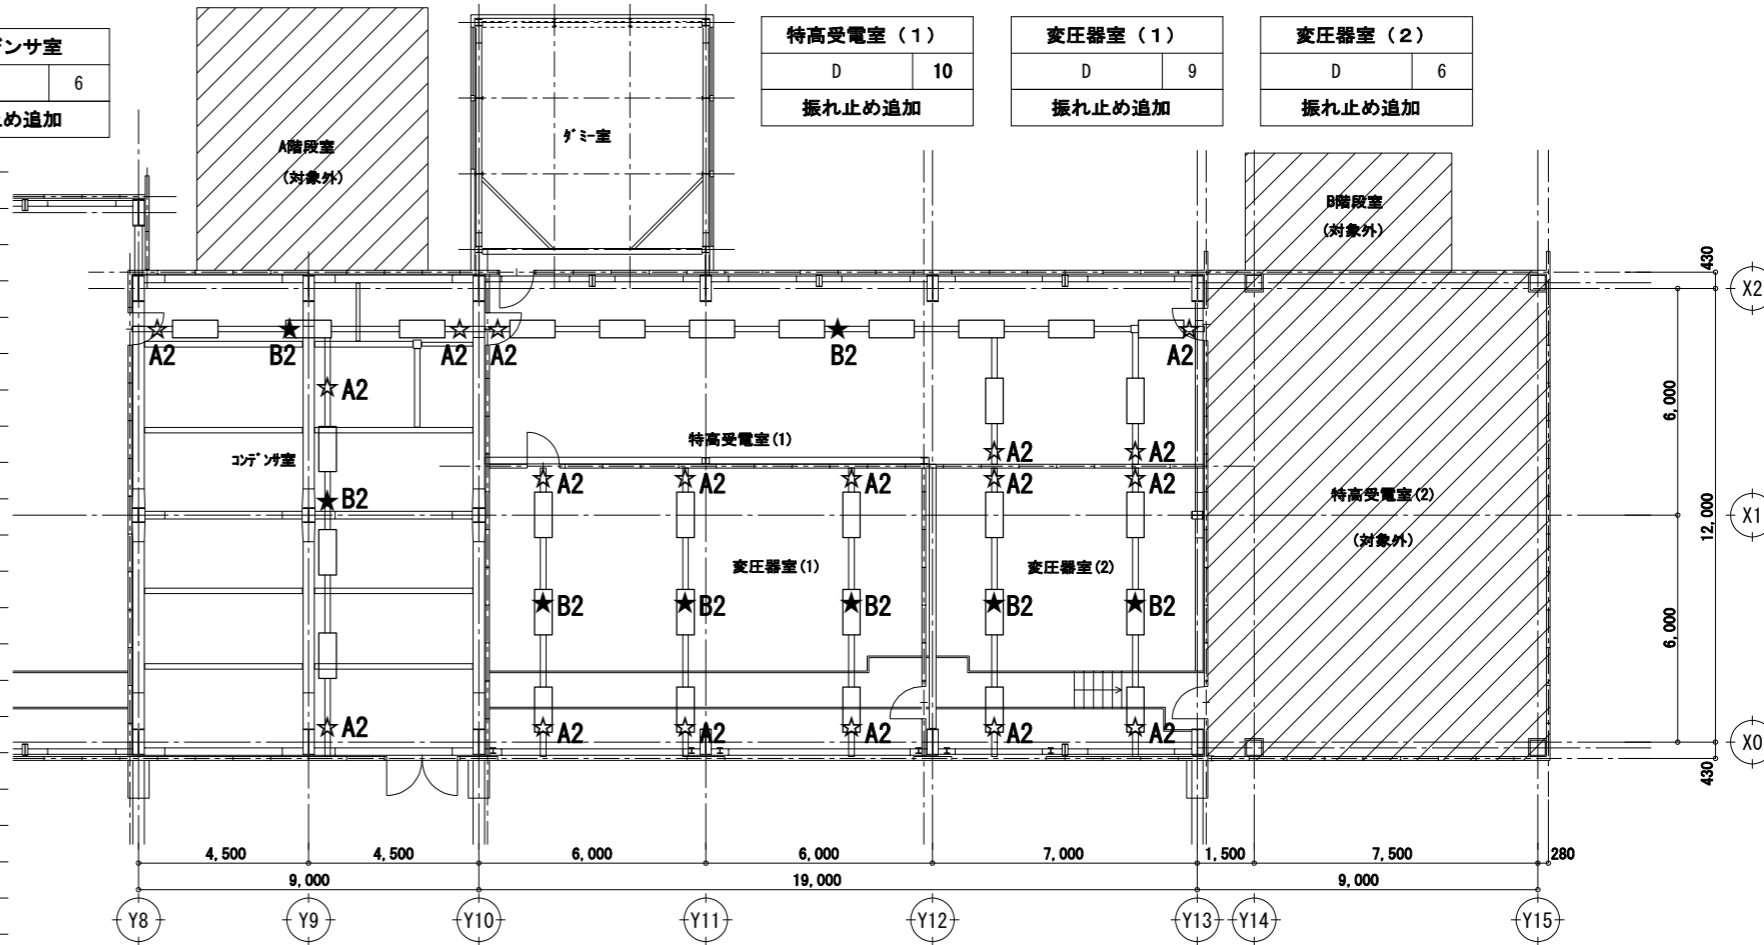 ンサ室
6
め追加
特高受電室（１）
D 10
振れ止め追加
変圧器室（１）
D 9
振れ止め追加
変圧器室（２）
D 6
振れ止め追加
A階段室
(対象外)
ﾀﾞﾐｰ室
B階段室
(対象外)
430
X2
A2 B2 A2 A2 B2 A2
A2
6,000
特高受電室(1)
A2 A2
ｺﾝﾃﾞﾝｻ室
A2 A2 A2 A2 A2
B2
特高受電室(2)
(対象外)
X1
12,000
変圧器室(1)
変圧器室(2)
B2 B2 B2 B2 B2
6,000
A2 A2 A2 A2 A2 A2
X0
430
4,500 4,500 6,000 6,000 7,000 1,500 7,500 280
9,000 19,000 9,000
Y8 Y9 Y10 Y11 Y12 Y13 Y14 Y15